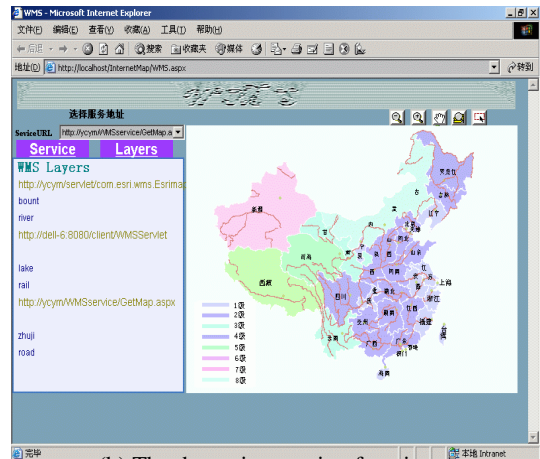 WMS - Microsoft Internet Explorer
文件(F) 编辑(E) 查看(V) 收藏(A) 工具(T) 帮助(H)
后退 搜索 收藏夹 媒体
地址(D) http://localhost/InternetMap/WMS.aspx 转到
选择服务地址
SeviceURL http://ycym/WMSservice/GetMap.a
Service Layers
WMS Layers
http://ycym/servlet/com.esri.wms.Esrimap
bount
river
http://dell-6:8080/client/WMSServlet
lake
rail
http://ycym/WMSservice/GetMap.aspx
zhuji
road
黑龙江
吉林
辽宁
新疆
甘
内
蒙
古
北京
天津
河北
山
西
山东
青海
宁
夏
陕
西
河南
江
苏
上海
西藏
四川
重
庆
湖北
安
徽
浙江
湖南
江西
福建
台湾
贵州
云南
广西
广东
香港
澳门
海南
1级
2级
3级
4级
5级
6级
7级
8级
完毕
本地 Intranet